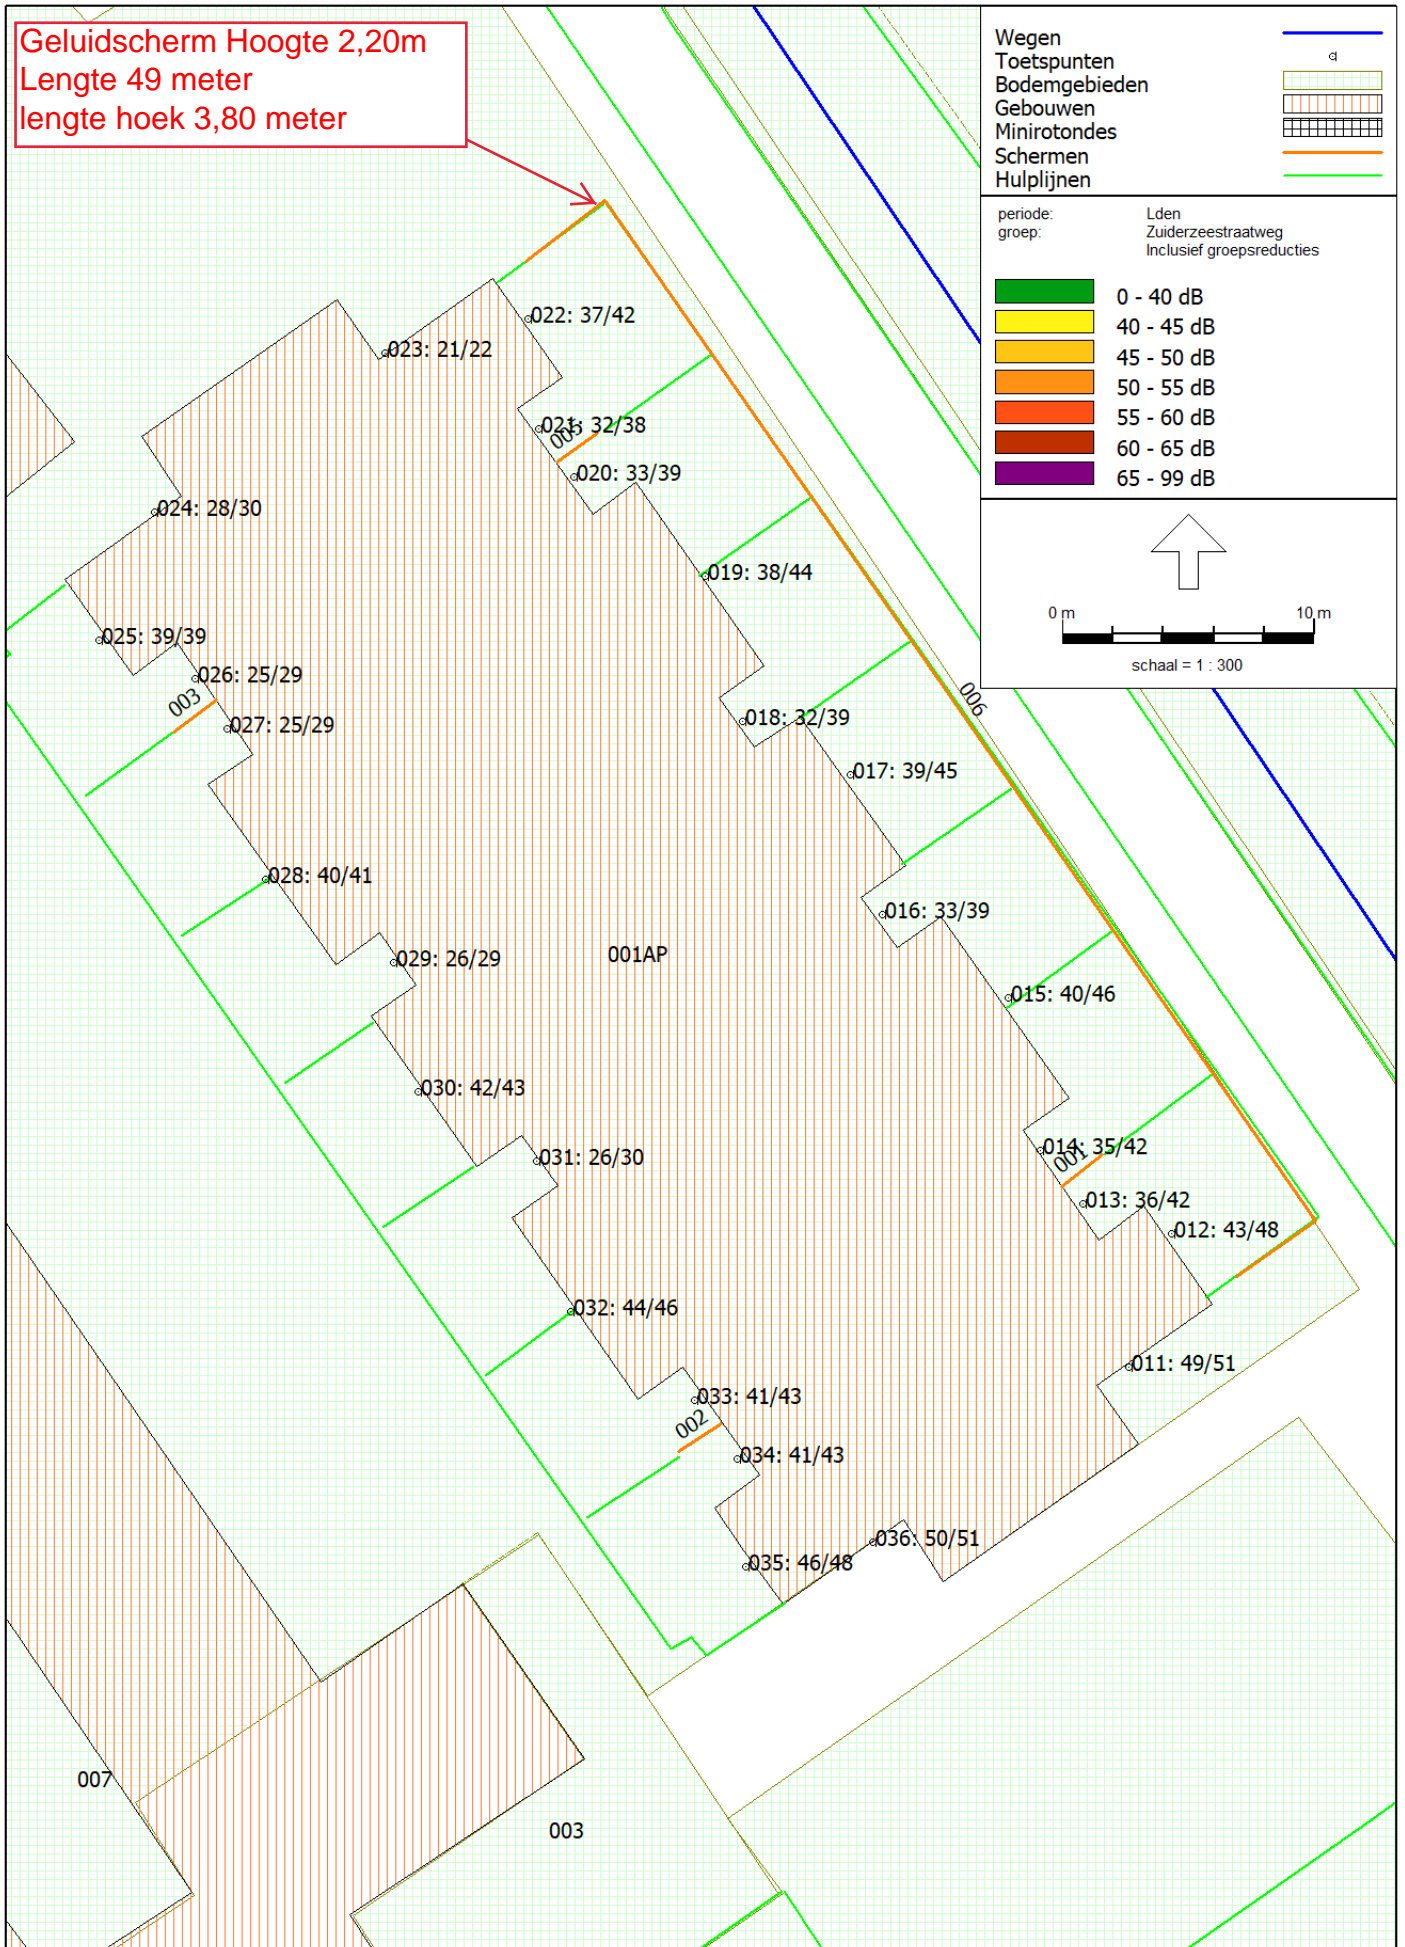 Geluidscherm Hoogte 2,20m
Lengte 49 meter
lengte hoek 3,80 meter
Wegen
Toetspunten
Bodemgebieden
Gebouwen
Minirotondes
Schermen
Hulplijnen
periode: Lden
groep: Zuiderzeestraatweg
Inclusief groepsreducties
0 - 40 dB
40 - 45 dB
45 - 50 dB
50 - 55 dB
55 - 60 dB
60 - 65 dB
65 - 99 dB
0 m 10 m
schaal = 1 : 300
022: 37/42
023: 21/22
021: 32/38
005
020: 33/39
024: 28/30
019: 38/44
025: 39/39
026: 25/29
003
027: 25/29
006
018: 32/39
017: 39/45
028: 40/41
016: 33/39
029: 26/29
001AP
015: 40/46
030: 42/43
014: 35/42
001
031: 26/30
013: 36/42
012: 43/48
032: 44/46
011: 49/51
033: 41/43
002
034: 41/43
036: 50/51
035: 46/48
007
003